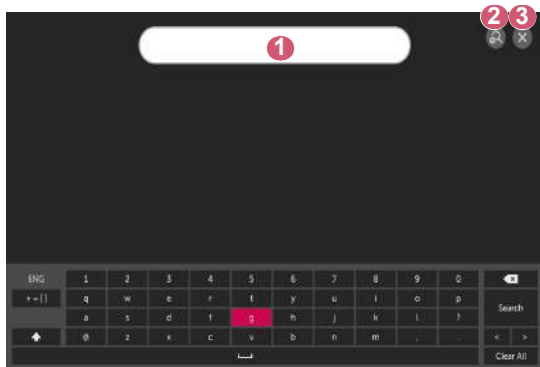 2 3
1
ENG 1 2 3 4 5 6 7 8 9 0
+=[] q w e r t y u i o p
Search
a s d f g h j k l ?
@ z x c v b n m , . < >
Clear All